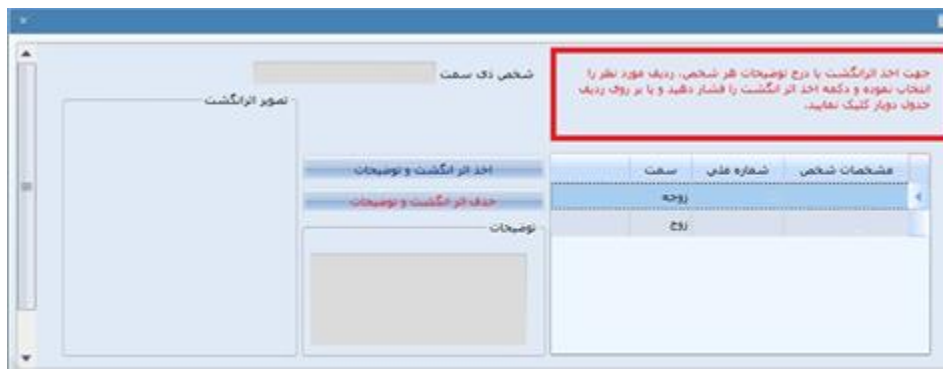 جهت اخذ اثرانگشت یا درج توضیحات هر شخص، ردیف مورد نظر را
انتخاب نموده و دکمه اخذ اثر انگشت را فشار دهید و یا بر روی ردیف
جدول دوبار کلیک نمایید.
شخص ذی سمت
تصویر اثرانگشت
مشخصات شخص
شماره ملی
سمت
زوجه
زوج
اخذ اثر انگشت و توضیحات
حذف اثر انگشت و توضیحات
توضیحات